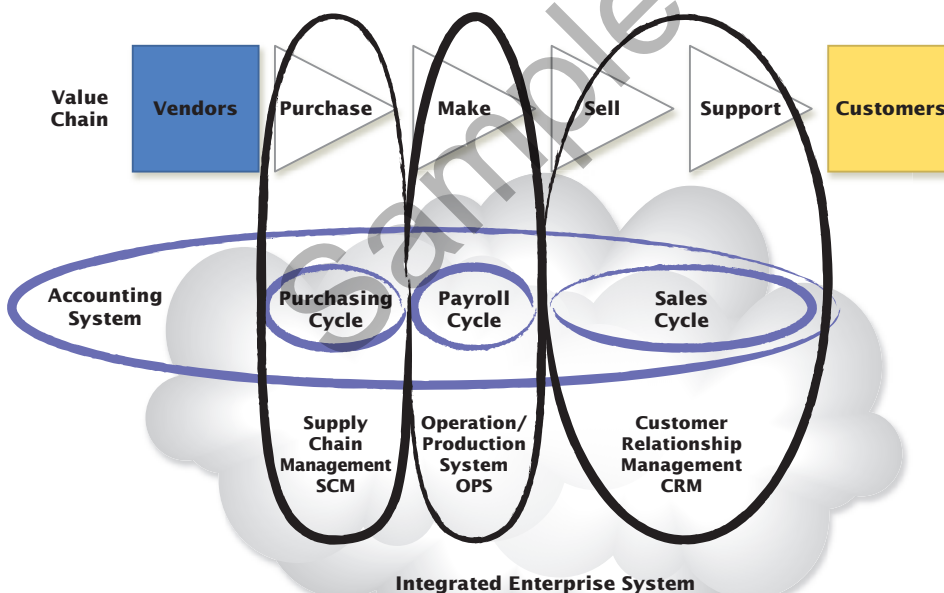 Value
Chain
Vendors
Purchase
Make
Sell
Support
Customers
Sample
Accounting
System
Purchasing
Cycle
Payroll
Cycle
Sales
Cycle
Supply
Chain
Management
SCM
Operation/
Production
System
OPS
Customer
Relationship
Management
CRM
Integrated Enterprise System